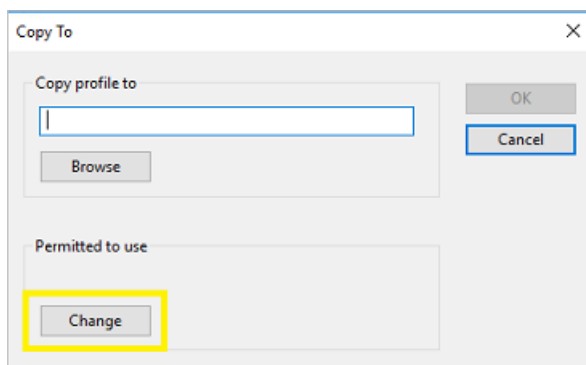 Copy To
Copy profile to
OK
Cancel
Browse
Permitted to use
Change